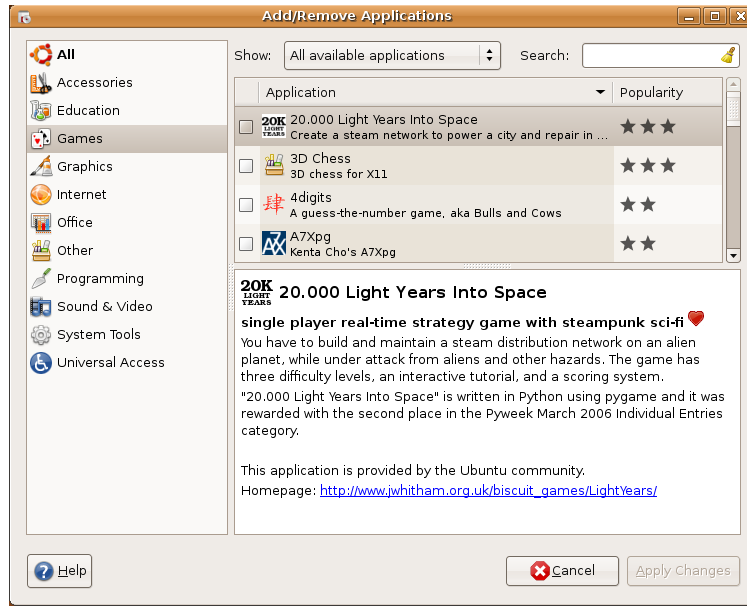 Add/Remove Applications
All
Accessories
Education
Games
Graphics
Internet
Office
Other
Programming
Sound & Video
System Tools
Universal Access
Show: All available applications Search:
Application Popularity
20K LIGHT YEARS
20.000 Light Years Into Space
Create a steam network to power a city and repair in ...
3D Chess
3D chess for X11
肆
4digits
A guess-the-number game, aka Bulls and Cows
A7X
A7Xpg
Kenta Cho's A7Xpg
20K
LIGHT
YEARS
20.000 Light Years Into Space
single player real-time strategy game with steampunk sci-fi
You have to build and maintain a steam distribution network on an alien
planet, while under attack from aliens and other hazards. The game has
three difficulty levels, an interactive tutorial, and a scoring system.
"20.000 Light Years Into Space" is written in Python using pygame and it was
rewarded with the second place in the Pyweek March 2006 Individual Entries
category.
This application is provided by the Ubuntu community.
Homepage: http://www.jwhitham.org.uk/biscuit_games/LightYears/
Help
Cancel
Apply Changes